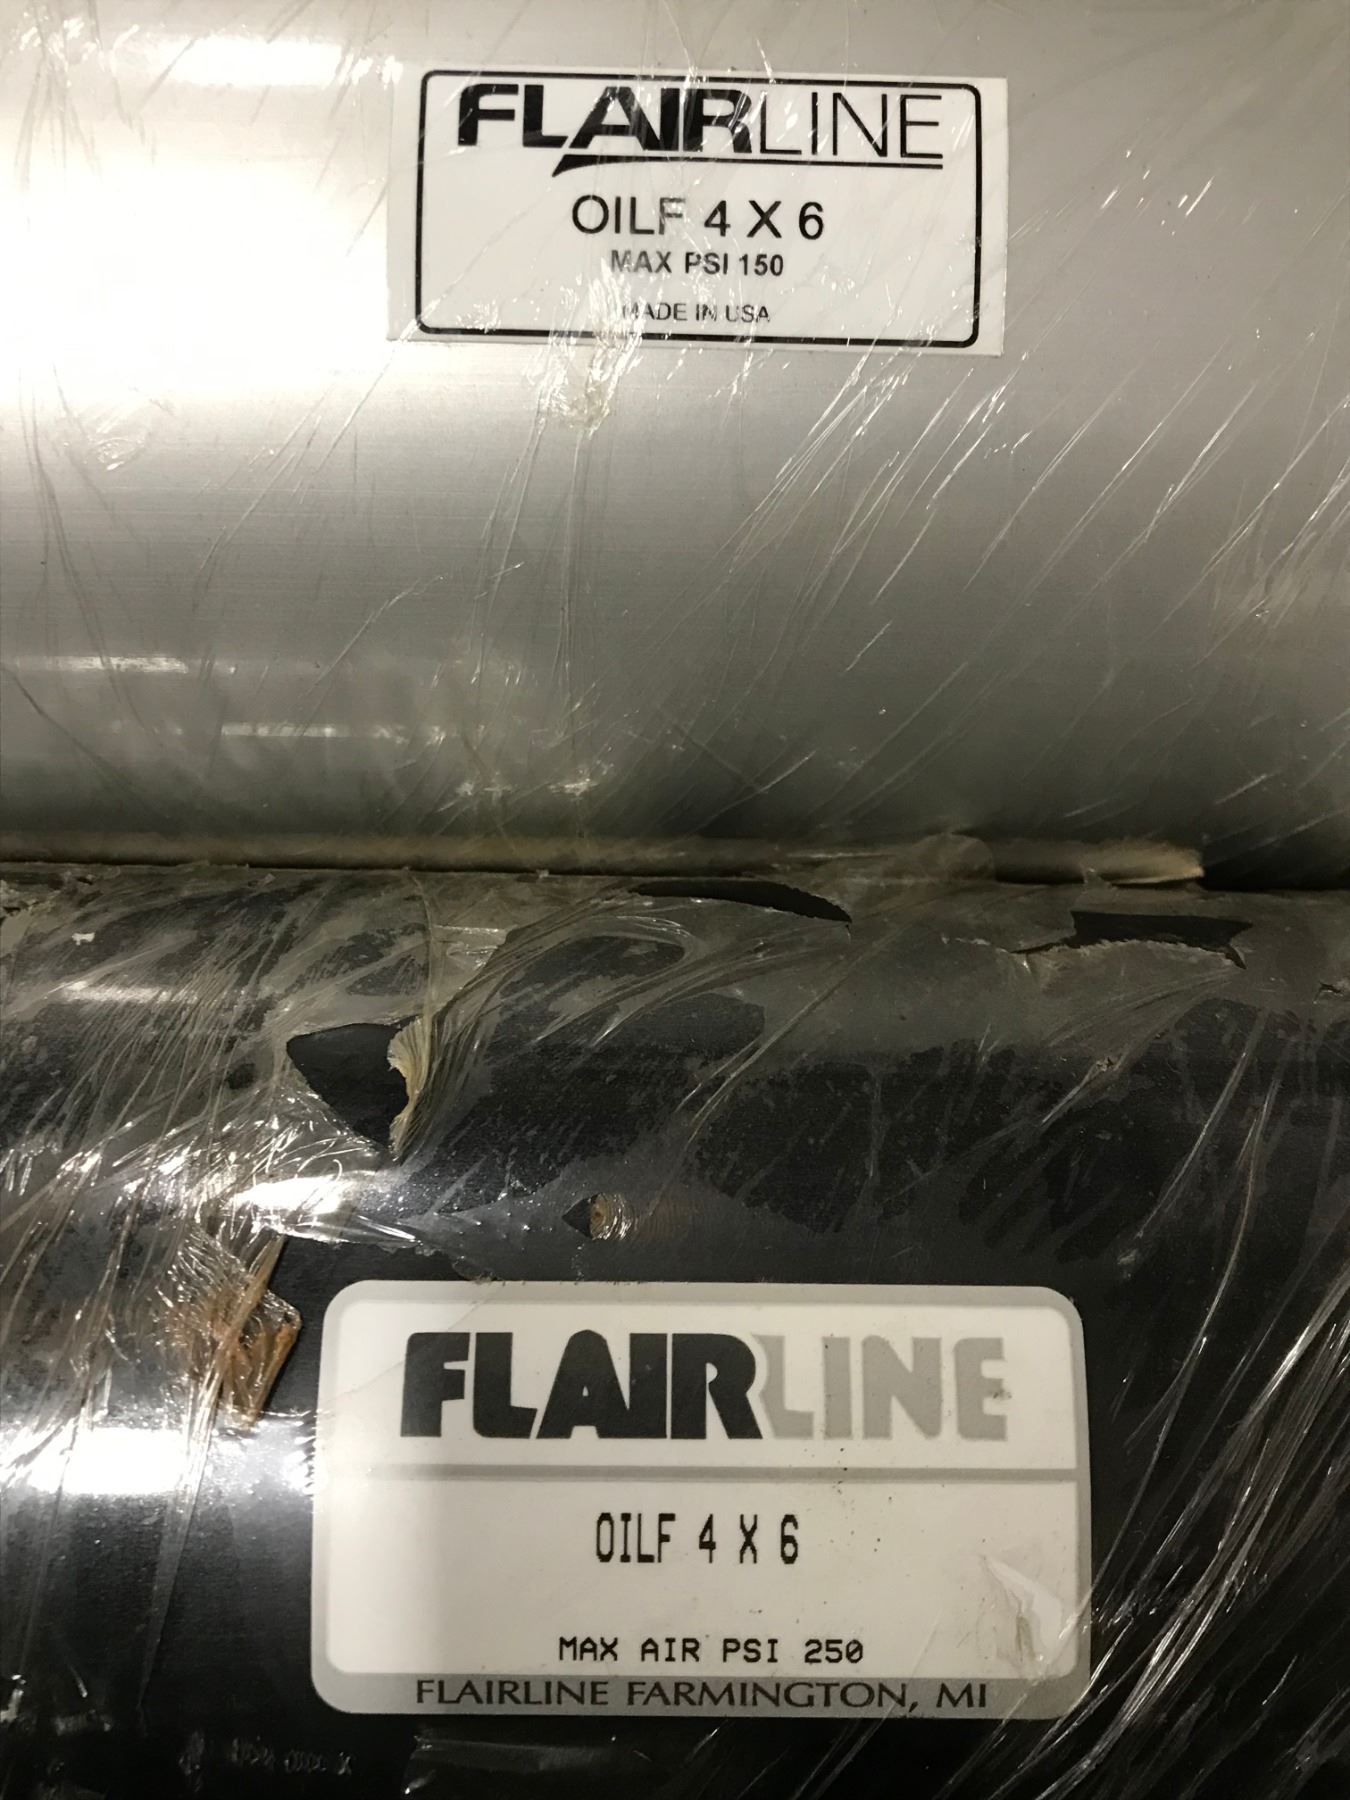 FLAIRLINE
OILF 4 X 6
MAX PSI 150
MADE IN USA
FLAIRLINE
OILF 4 X 6
MAX AIR PSI 250
FLAIRLINE FARMINGTON, MI